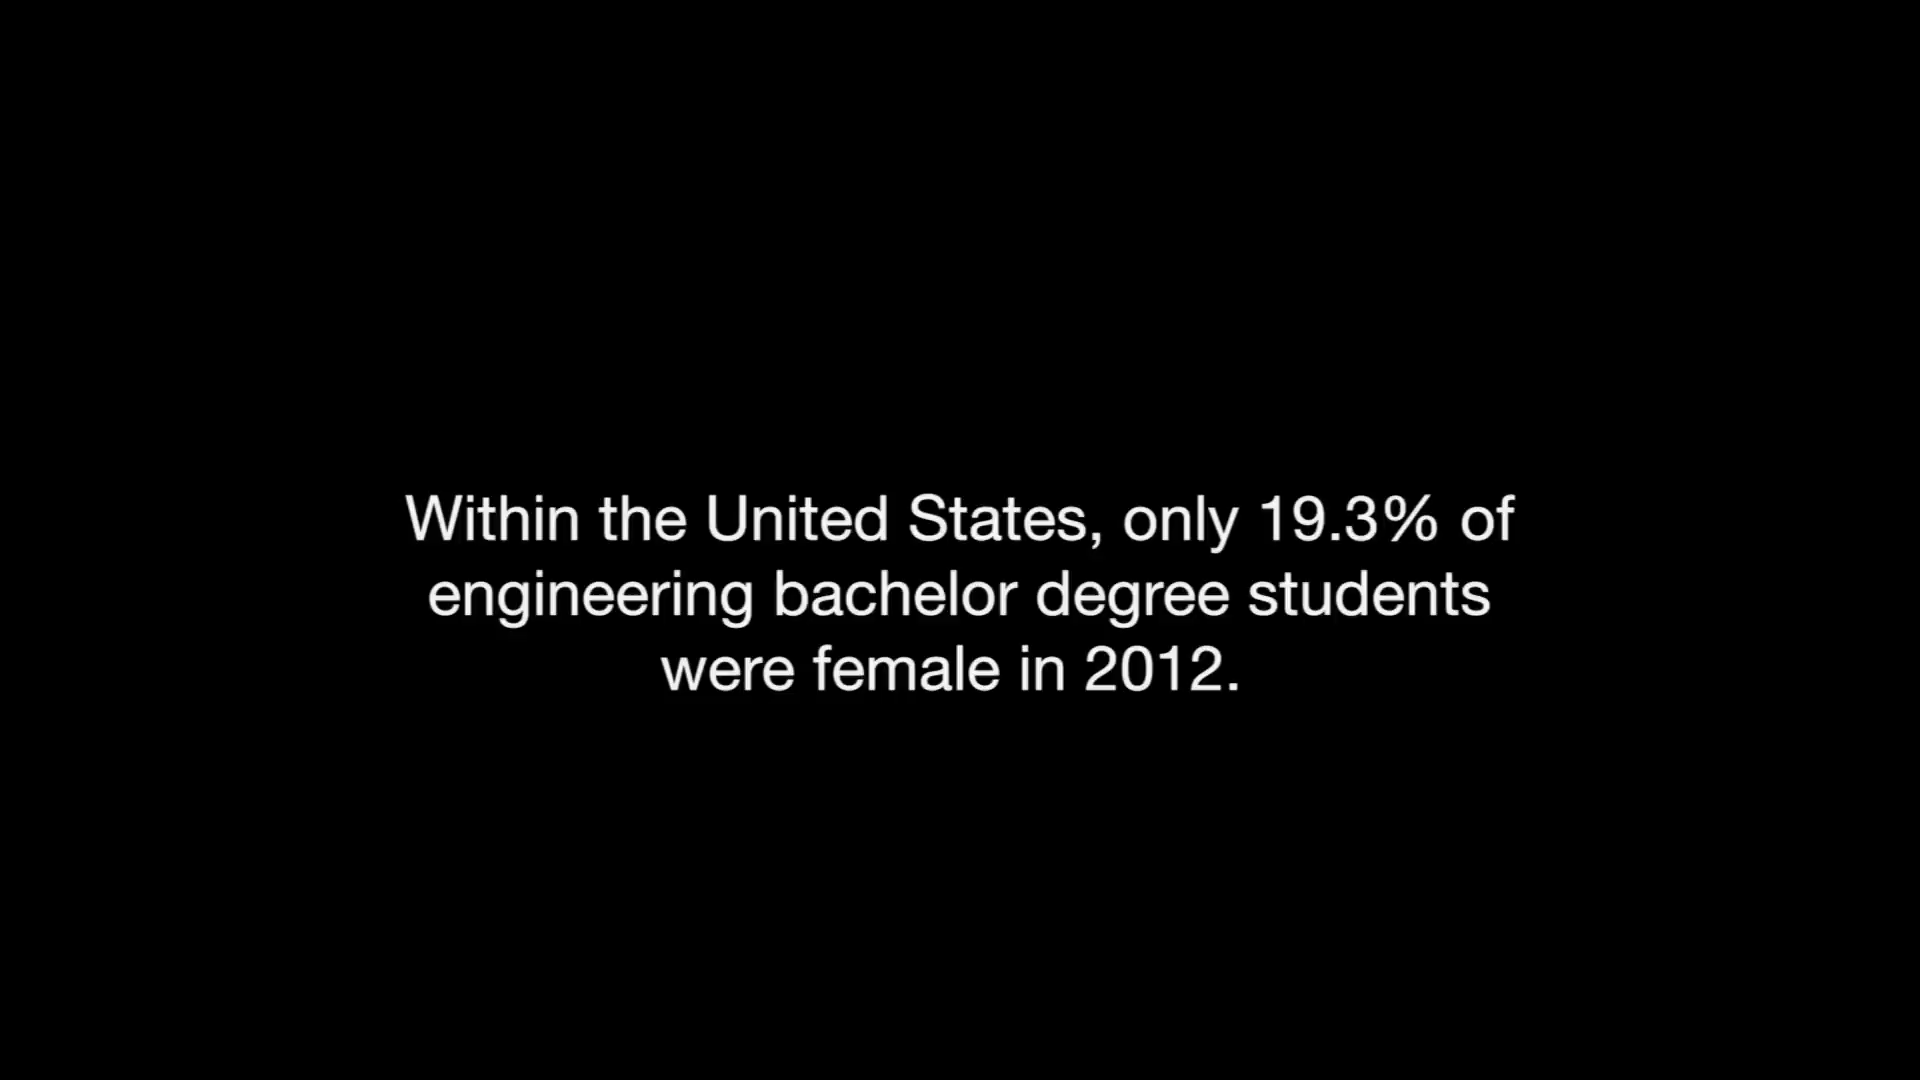 Within the United States, only 19.3% of
engineering bachelor degree students
were female in 2012.